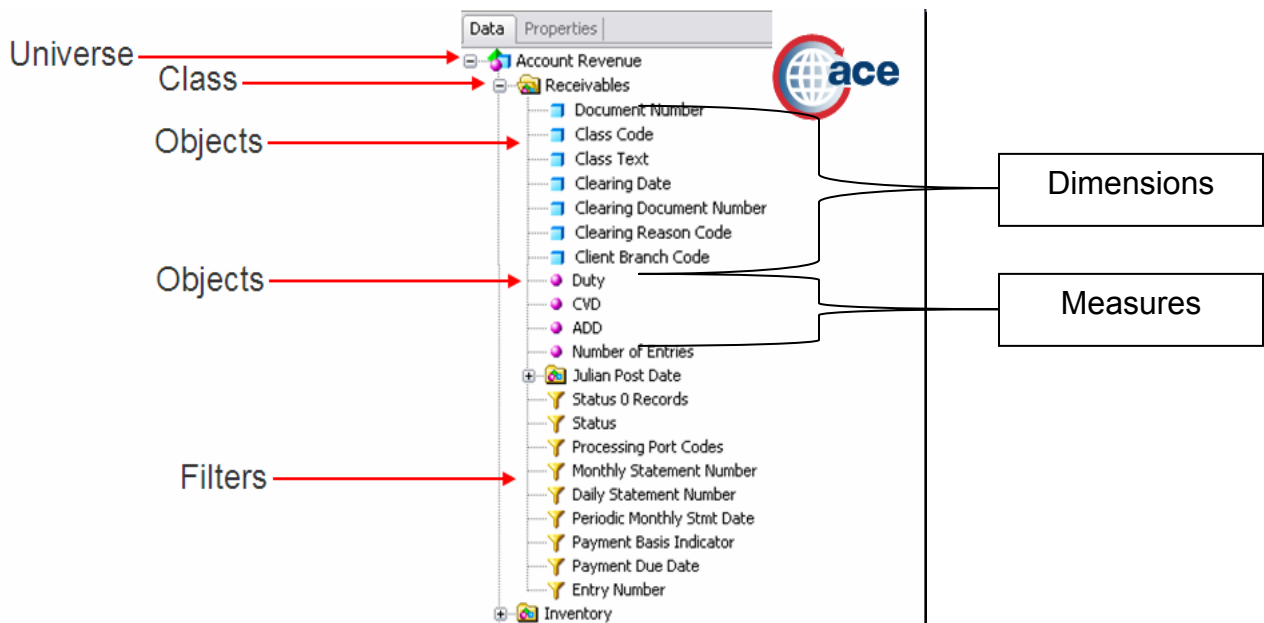 Data Properties
Universe
Account Revenue
ace
Class
Receivables
Document Number
Objects
Class Code
Class Text
Dimensions
Clearing Date
Clearing Document Number
Clearing Reason Code
Client Branch Code
Objects
Duty
CVD
Measures
ADD
Number of Entries
Julian Post Date
Status 0 Records
Status
Processing Port Codes
Filters
Monthly Statement Number
Daily Statement Number
Periodic Monthly Stmt Date
Payment Basis Indicator
Payment Due Date
Entry Number
Inventory